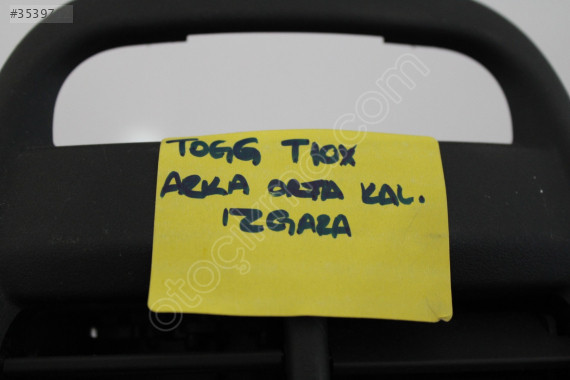 #35397
TOGG T10X
ARKA ORTA KAL.
IZGARA